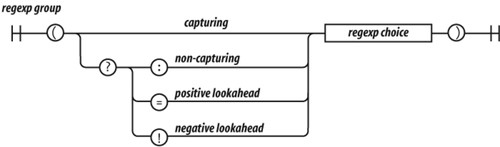 regexp group
capturing
( regexp choice )
? : non-capturing
= positive lookahead
! negative lookahead